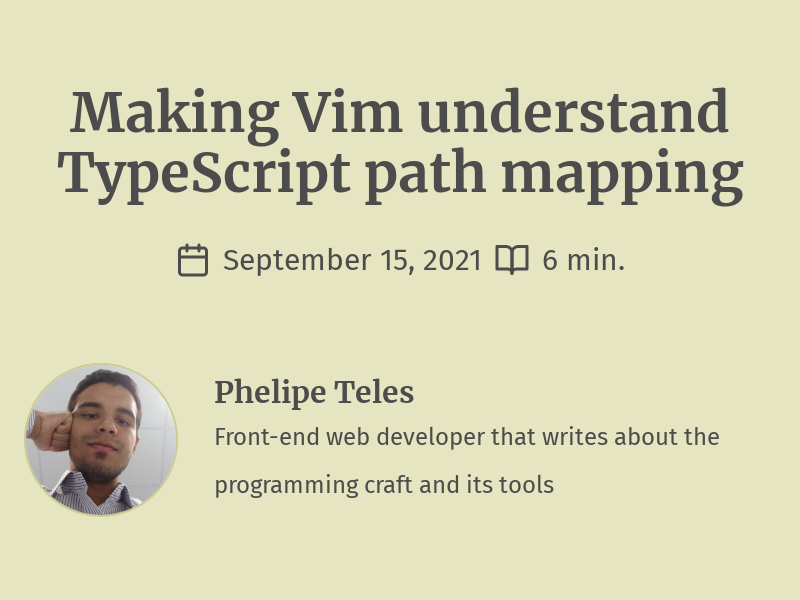 Making Vim understand
TypeScript path mapping
September 15, 2021 6 min.
Phelipe Teles
Front-end web developer that writes about the
programming craft and its tools